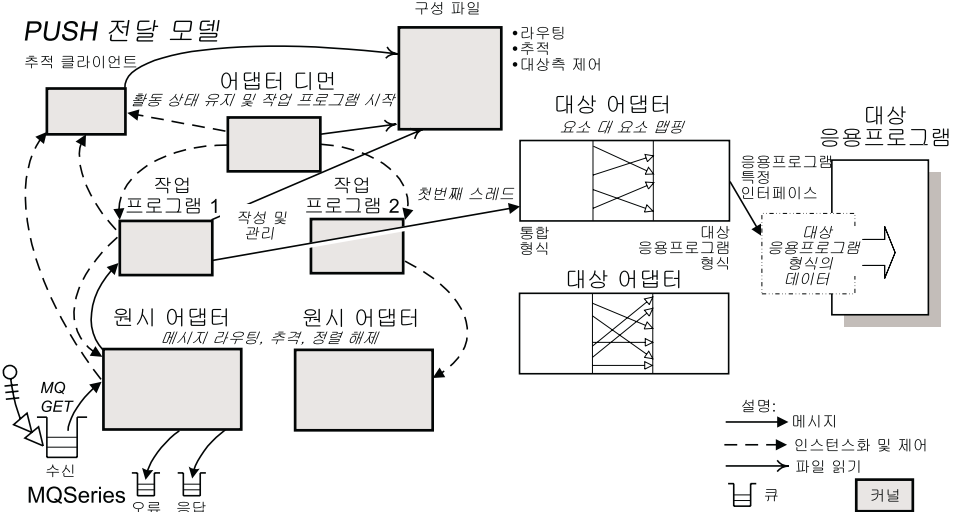 PUSH 전달 모델
구성 파일
•라우팅
•추적
•대상측 제어
추적 클라이언트
어댑터 디먼
활동 상태 유지 및 작업 프로그램 시작
대상 어댑터
요소 대 요소 맵핑
대상
응용프로그램
응용프로그램
특정
인터페이스
작업
프로그램 1
작업
프로그램 2
첫번째 스레드
작성 및
관리
통합
형식
대상
응용프로그램
형식
대상
응용프로그램
형식의
데이터
대상 어댑터
원시 어댑터
원시 어댑터
메시지 라우팅, 추격, 정렬 해제
MQ
GET
수신
MQSeries
오류
응답
설명:
메시지
인스턴스화 및 제어
파일 읽기
큐
커널